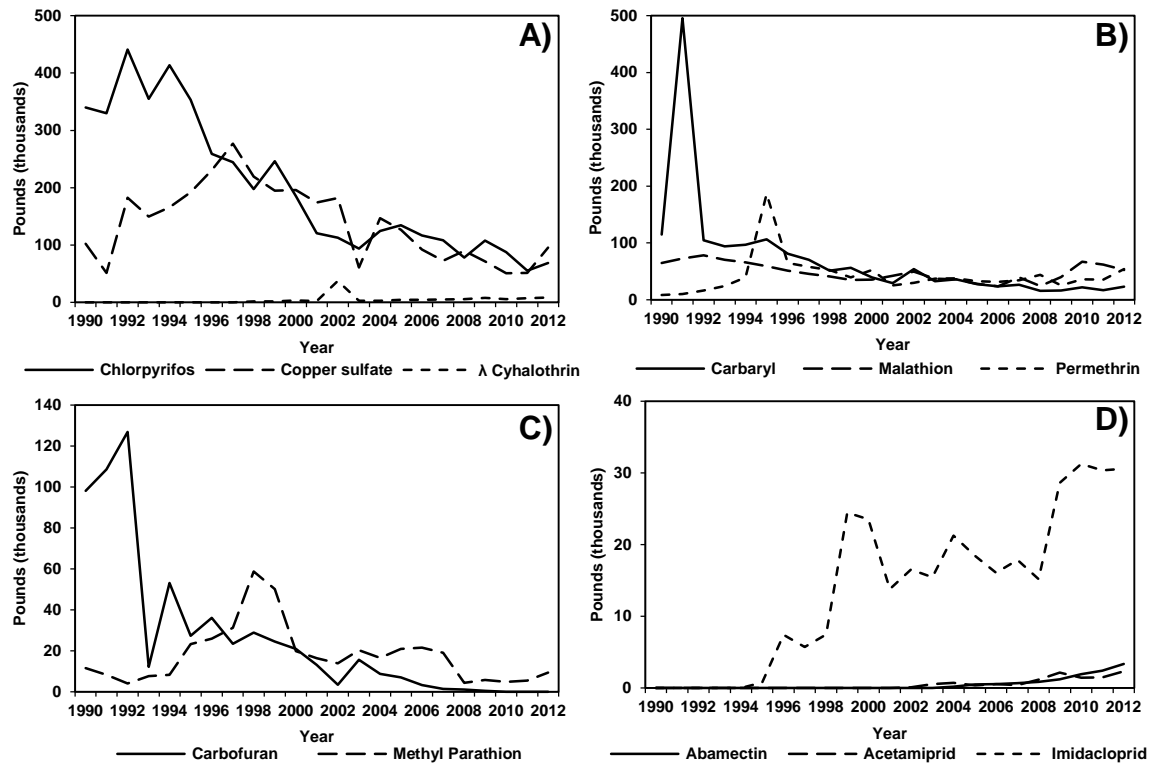 A)
500
400
300
200
100
0
Pounds (thousands)
1990 1992 1994 1996 1998 2000 2002 2004 2006 2008 2010 2012
Year
Chlorpyrifos Copper sulfate λ Cyhalothrin
B)
500
400
300
200
100
0
Pounds (thousands)
1990 1992 1994 1996 1998 2000 2002 2004 2006 2008 2010 2012
Year
Carbaryl Malathion Permethrin
C)
140
120
100
80
60
40
20
0
Pounds (thousands)
1990 1992 1994 1996 1998 2000 2002 2004 2006 2008 2010 2012
Year
Carbofuran Methyl Parathion
D)
40
30
20
10
0
Pounds (thousands)
1990 1992 1994 1996 1998 2000 2002 2004 2006 2008 2010 2012
Year
Abamectin Acetamiprid Imidacloprid